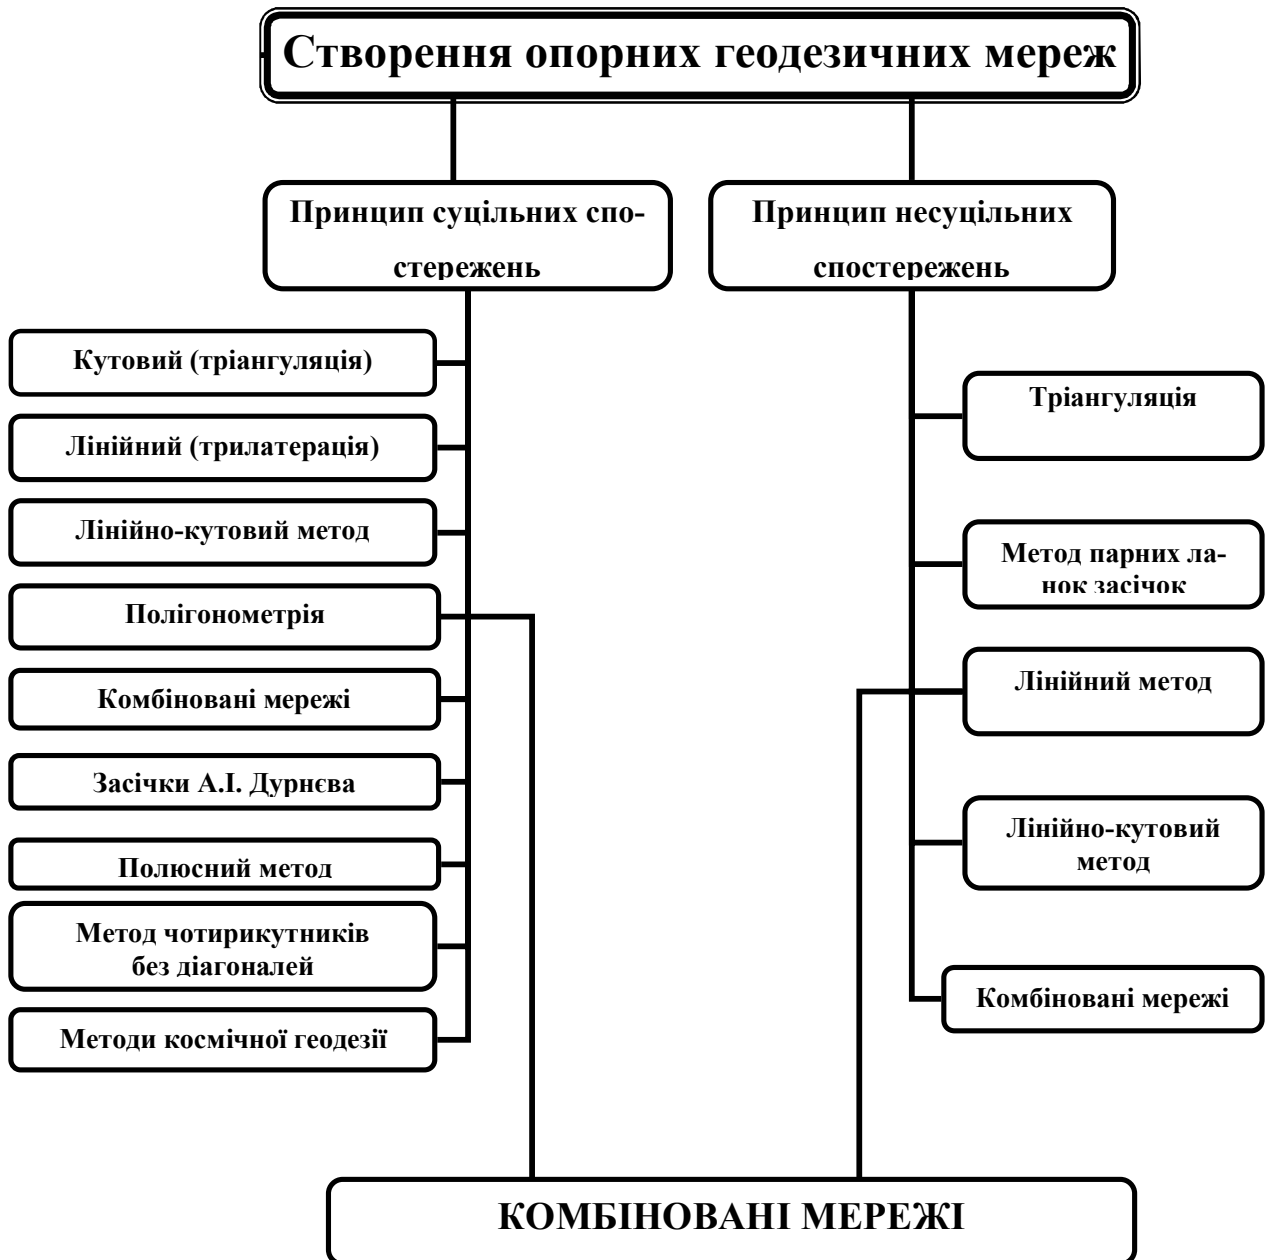 Створення опорних геодезичних мереж
Принцип суцільних спо-
стережень
Принцип несуцільних
спостережень
Кутовий (тріангуляція)
Лінійний (трилатерація)
Лінійно-кутовий метод
Полігонометрія
Комбіновані мережі
Засічки А.І. Дурнєва
Полюсний метод
Метод чотирикутників
без діагоналей
Методи космічної геодезії
Тріангуляція
Метод парних ла-
нок засічок
Лінійний метод
Лінійно-кутовий
метод
Комбіновані мережі
КОМБІНОВАНІ МЕРЕЖІ